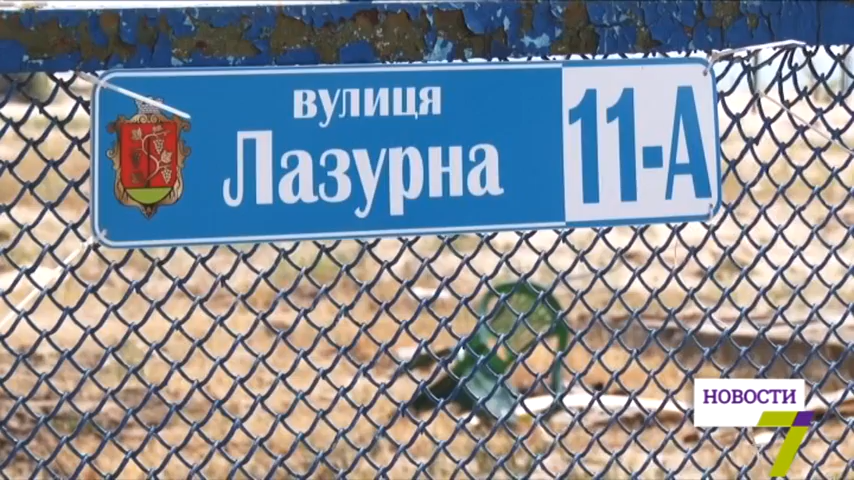 вулиця
Лазурна
11-А
НОВОСТИ
7